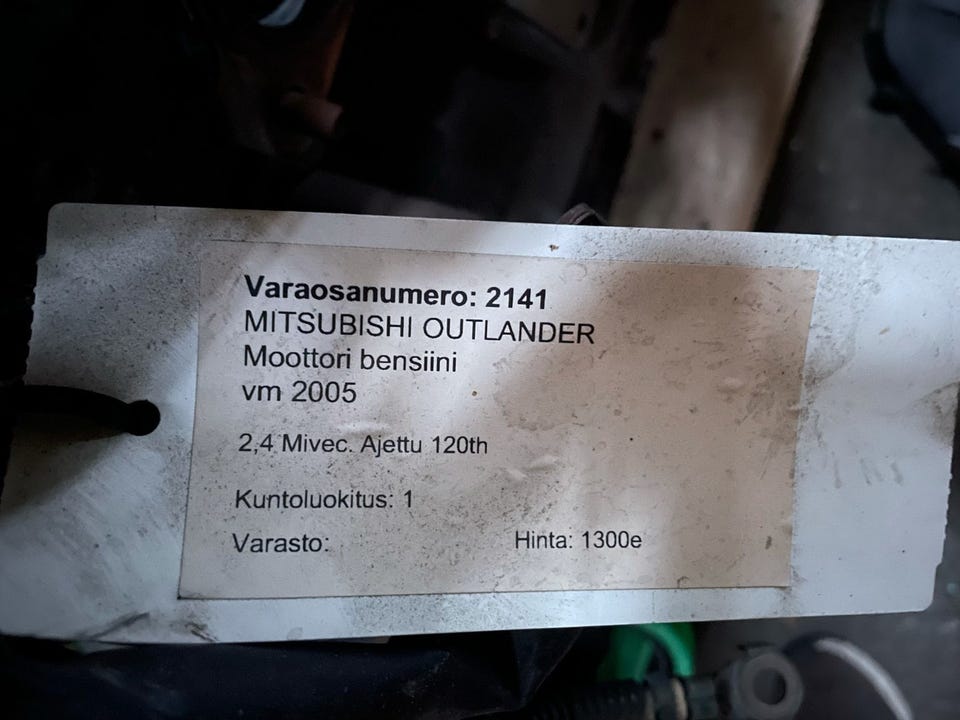 Varaosanumero: 2141
MITSUBISHI OUTLANDER
Moottori bensiini
vm 2005
2,4 Mivec. Ajettu 120th
Kuntoluokitus: 1
Varasto: Hinta: 1300e